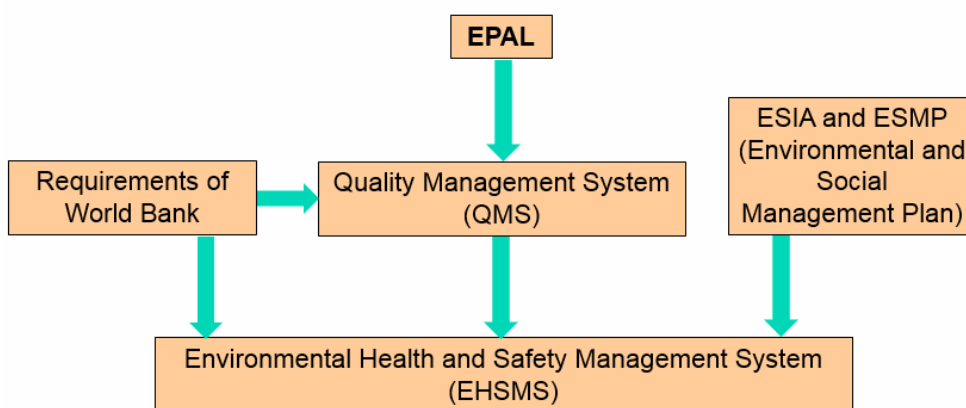 EPAL
ESIA and ESMP
(Environmental and
Social
Management Plan)
Requirements of
World Bank
Quality Management System
(QMS)
Environmental Health and Safety Management System
(EHSMS)